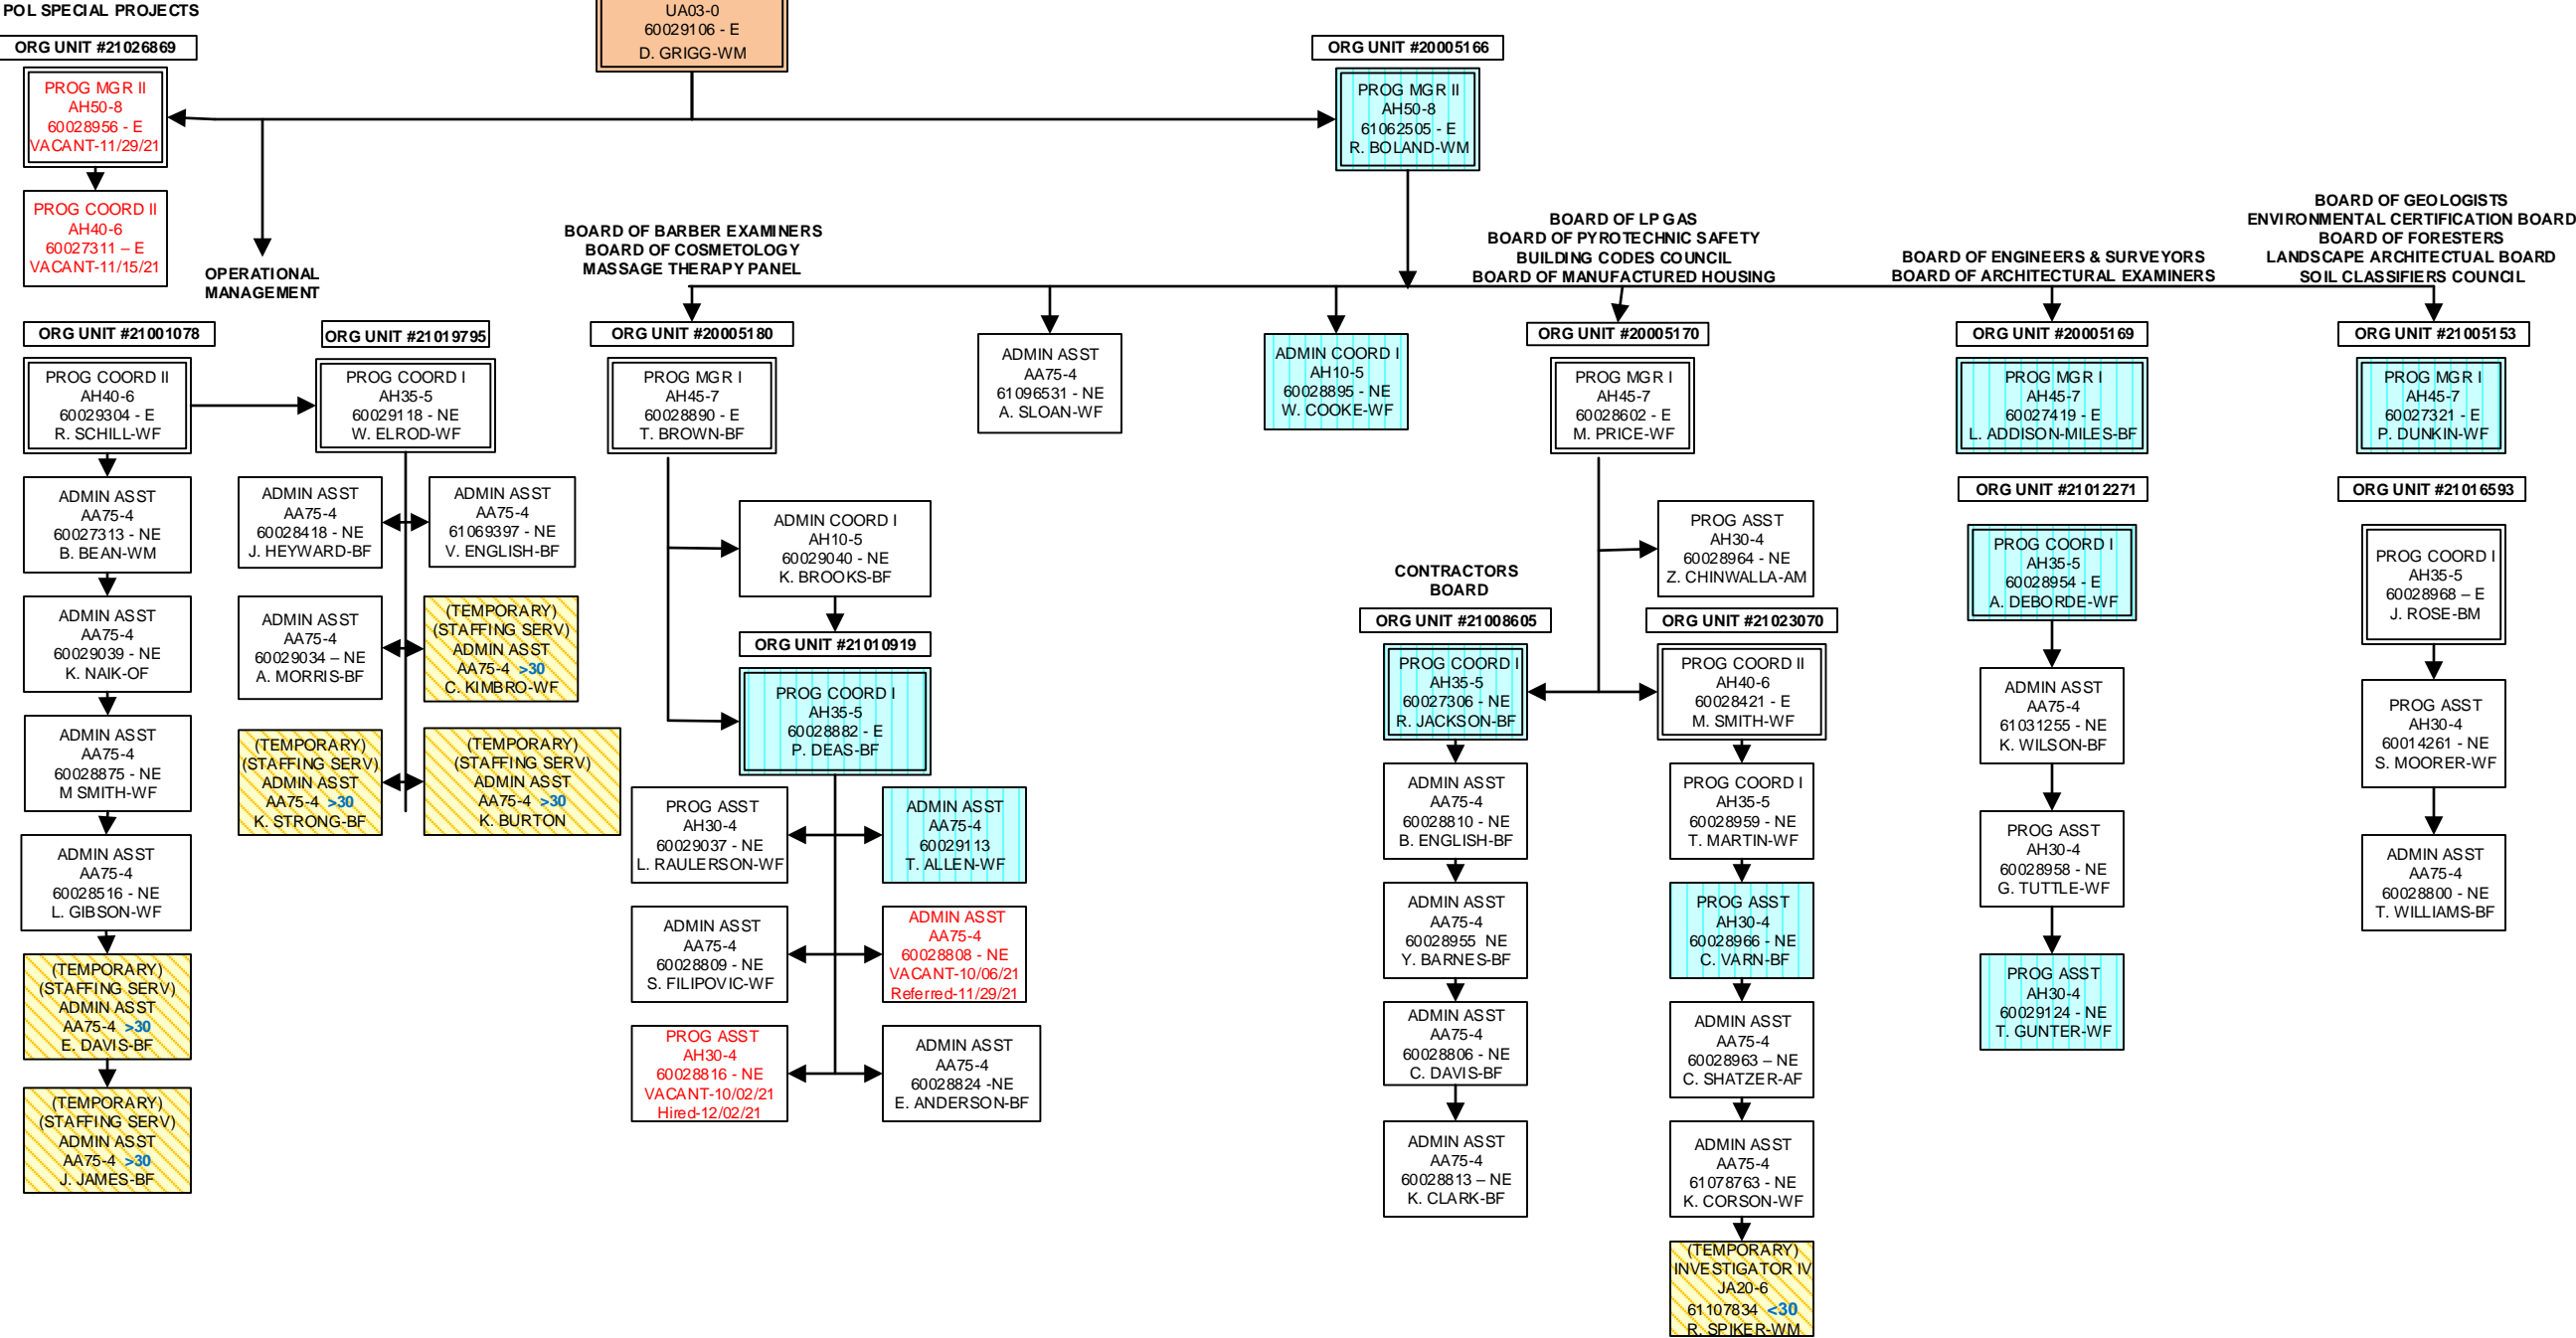 POL SPECIAL PROJECTS
ORG UNIT #21026869
PROG MGR II
AH50-8
60028956 - E
VACANT-11/29/21
PROG COORD II
AH40-6
60027311 – E
VACANT-11/15/21
UA03-0
60029106 - E
D. GRIGG-WM
ORG UNIT #20005166
PROG MGR II
AH50-8
61062505 - E
R. BOLAND-WM
OPERATIONAL
MANAGEMENT
ORG UNIT #21001078
PROG COORD II
AH40-6
60029304 - E
R. SCHILL-WF
ADMIN ASST
AA75-4
60027313 - NE
B. BEAN-WM
ADMIN ASST
AA75-4
60029039 - NE
K. NAIK-OF
ADMIN ASST
AA75-4
60028875 - NE
M SMITH-WF
ADMIN ASST
AA75-4
60028516 - NE
L. GIBSON-WF
(TEMPORARY)
(STAFFING SERV)
ADMIN ASST
AA75-4 >30
E. DAVIS-BF
(TEMPORARY)
(STAFFING SERV)
ADMIN ASST
AA75-4 >30
J. JAMES-BF
ORG UNIT #21019795
PROG COORD I
AH35-5
60029118 - NE
W. ELROD-WF
ADMIN ASST
AA75-4
60028418 - NE
J. HEYWARD-BF
ADMIN ASST
AA75-4
61069397 - NE
V. ENGLISH-BF
ADMIN ASST
AA75-4
60029034 – NE
A. MORRIS-BF
(TEMPORARY)
(STAFFING SERV)
ADMIN ASST
AA75-4 >30
C. KIMBRO-WF
(TEMPORARY)
(STAFFING SERV)
ADMIN ASST
AA75-4 >30
K. STRONG-BF
(TEMPORARY)
(STAFFING SERV)
ADMIN ASST
AA75-4 >30
K. BURTON
BOARD OF BARBER EXAMINERS
BOARD OF COSMETOLOGY
MASSAGE THERAPY PANEL
ORG UNIT #20005180
PROG MGR I
AH45-7
60028890 - E
T. BROWN-BF
ADMIN COORD I
AH10-5
60029040 - NE
K. BROOKS-BF
ORG UNIT #21010919
PROG COORD I
AH35-5
60028882 - E
P. DEAS-BF
PROG ASST
AH30-4
60029037 - NE
L. RAULERSON-WF
ADMIN ASST
AA75-4
60029113
T. ALLEN-WF
ADMIN ASST
AA75-4
60028809 - NE
S. FILIPOVIC-WF
ADMIN ASST
AA75-4
60028808 - NE
VACANT-10/06/21
Referred-11/29/21
PROG ASST
AH30-4
60028816 - NE
VACANT-10/02/21
Hired-12/02/21
ADMIN ASST
AA75-4
60028824 -NE
E. ANDERSON-BF
ADMIN ASST
AA75-4
61096531 - NE
A. SLOAN-WF
ADMIN COORD I
AH10-5
60028895 - NE
W. COOKE-WF
BOARD OF LP GAS
BOARD OF PYROTECHNIC SAFETY
BUILDING CODES COUNCIL
BOARD OF MANUFACTURED HOUSING
ORG UNIT #20005170
PROG MGR I
AH45-7
60028602 - E
M. PRICE-WF
PROG ASST
AH30-4
60028964 - NE
Z. CHINWALLA-AM
CONTRACTORS
BOARD
ORG UNIT #21008605
PROG COORD I
AH35-5
60027306 - NE
R. JACKSON-BF
ADMIN ASST
AA75-4
60028810 - NE
B. ENGLISH-BF
ADMIN ASST
AA75-4
60028955 NE
Y. BARNES-BF
ADMIN ASST
AA75-4
60028806 - NE
C. DAVIS-BF
ADMIN ASST
AA75-4
60028813 – NE
K. CLARK-BF
ORG UNIT #21023070
PROG COORD II
AH40-6
60028421 - E
M. SMITH-WF
PROG COORD I
AH35-5
60028959 - NE
T. MARTIN-WF
PROG ASST
AH30-4
60028966 - NE
C. VARN-BF
ADMIN ASST
AA75-4
60028963 – NE
C. SHATZER-AF
ADMIN ASST
AA75-4
61078763 - NE
K. CORSON-WF
(TEMPORARY)
INVESTIGATOR IV
JA20-6
61107834 <30
R. SPIKER-WM
BOARD OF ENGINEERS & SURVEYORS
BOARD OF ARCHITECTURAL EXAMINERS
ORG UNIT #20005169
PROG MGR I
AH45-7
60027419 - E
L. ADDISON-MILES-BF
ORG UNIT #21012271
PROG COORD I
AH35-5
60028954 - E
A. DEBORDE-WF
ADMIN ASST
AA75-4
61031255 - NE
K. WILSON-BF
PROG ASST
AH30-4
60028958 - NE
G. TUTTLE-WF
PROG ASST
AH30-4
60029124 - NE
T. GUNTER-WF
BOARD OF GEOLOGISTS
ENVIRONMENTAL CERTIFICATION BOARD
BOARD OF FORESTERS
LANDSCAPE ARCHITECTUAL BOARD
SOIL CLASSIFIERS COUNCIL
ORG UNIT #21005153
PROG MGR I
AH45-7
60027321 - E
P. DUNKIN-WF
ORG UNIT #21016593
PROG COORD I
AH35-5
60028968 – E
J. ROSE-BM
PROG ASST
AH30-4
60014261 - NE
S. MOORER-WF
ADMIN ASST
AA75-4
60028800 - NE
T. WILLIAMS-BF